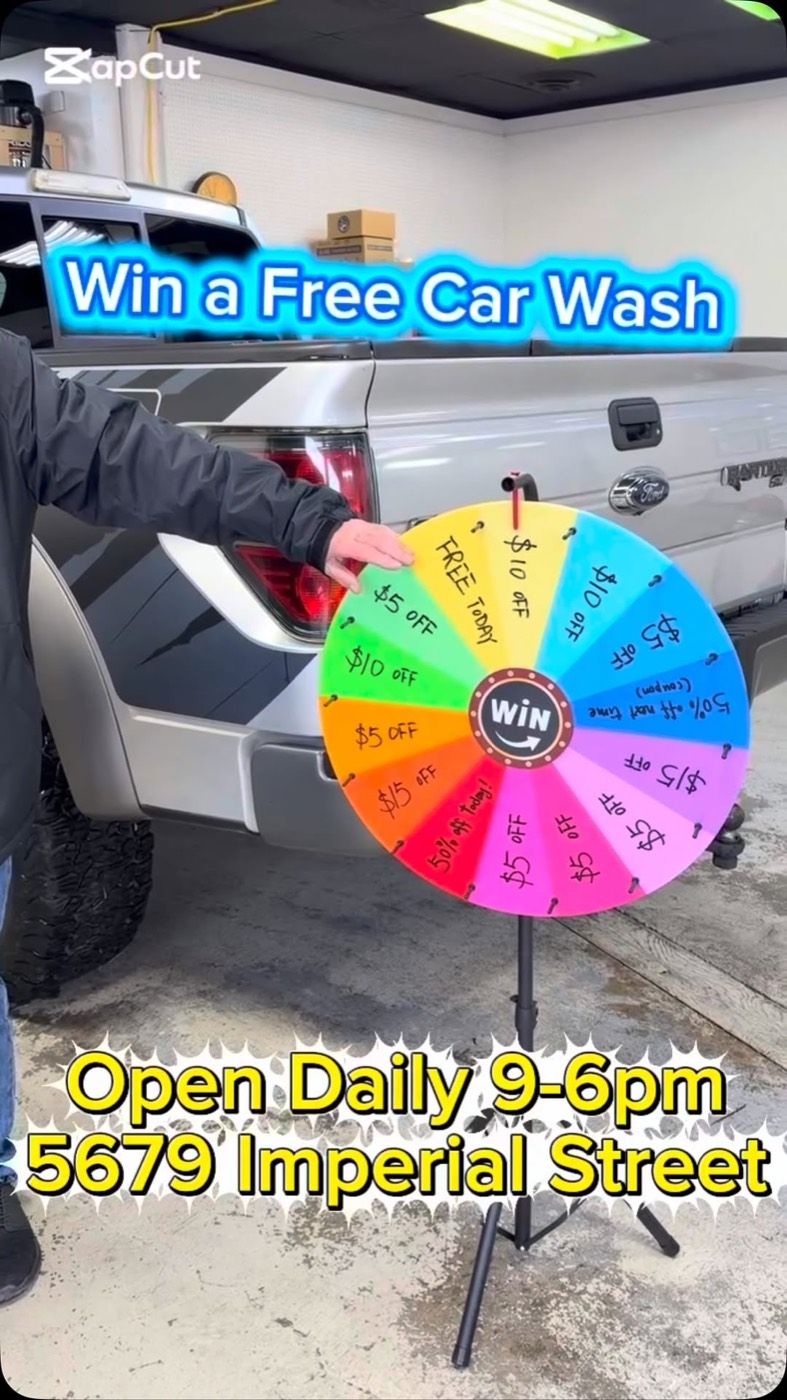 CapCut
Win a Free Car Wash
Ford
$10 OFF
$10 OFF
$5 OFF
50% off next time
(coupon)
$15 OFF
$5 OFF
$5 OFF
$5 OFF
50% off today!
$15 OFF
$5 OFF
$10 OFF
$5 OFF
FREE TODAY
WIN
Open Daily 9-6pm
5679 Imperial Street